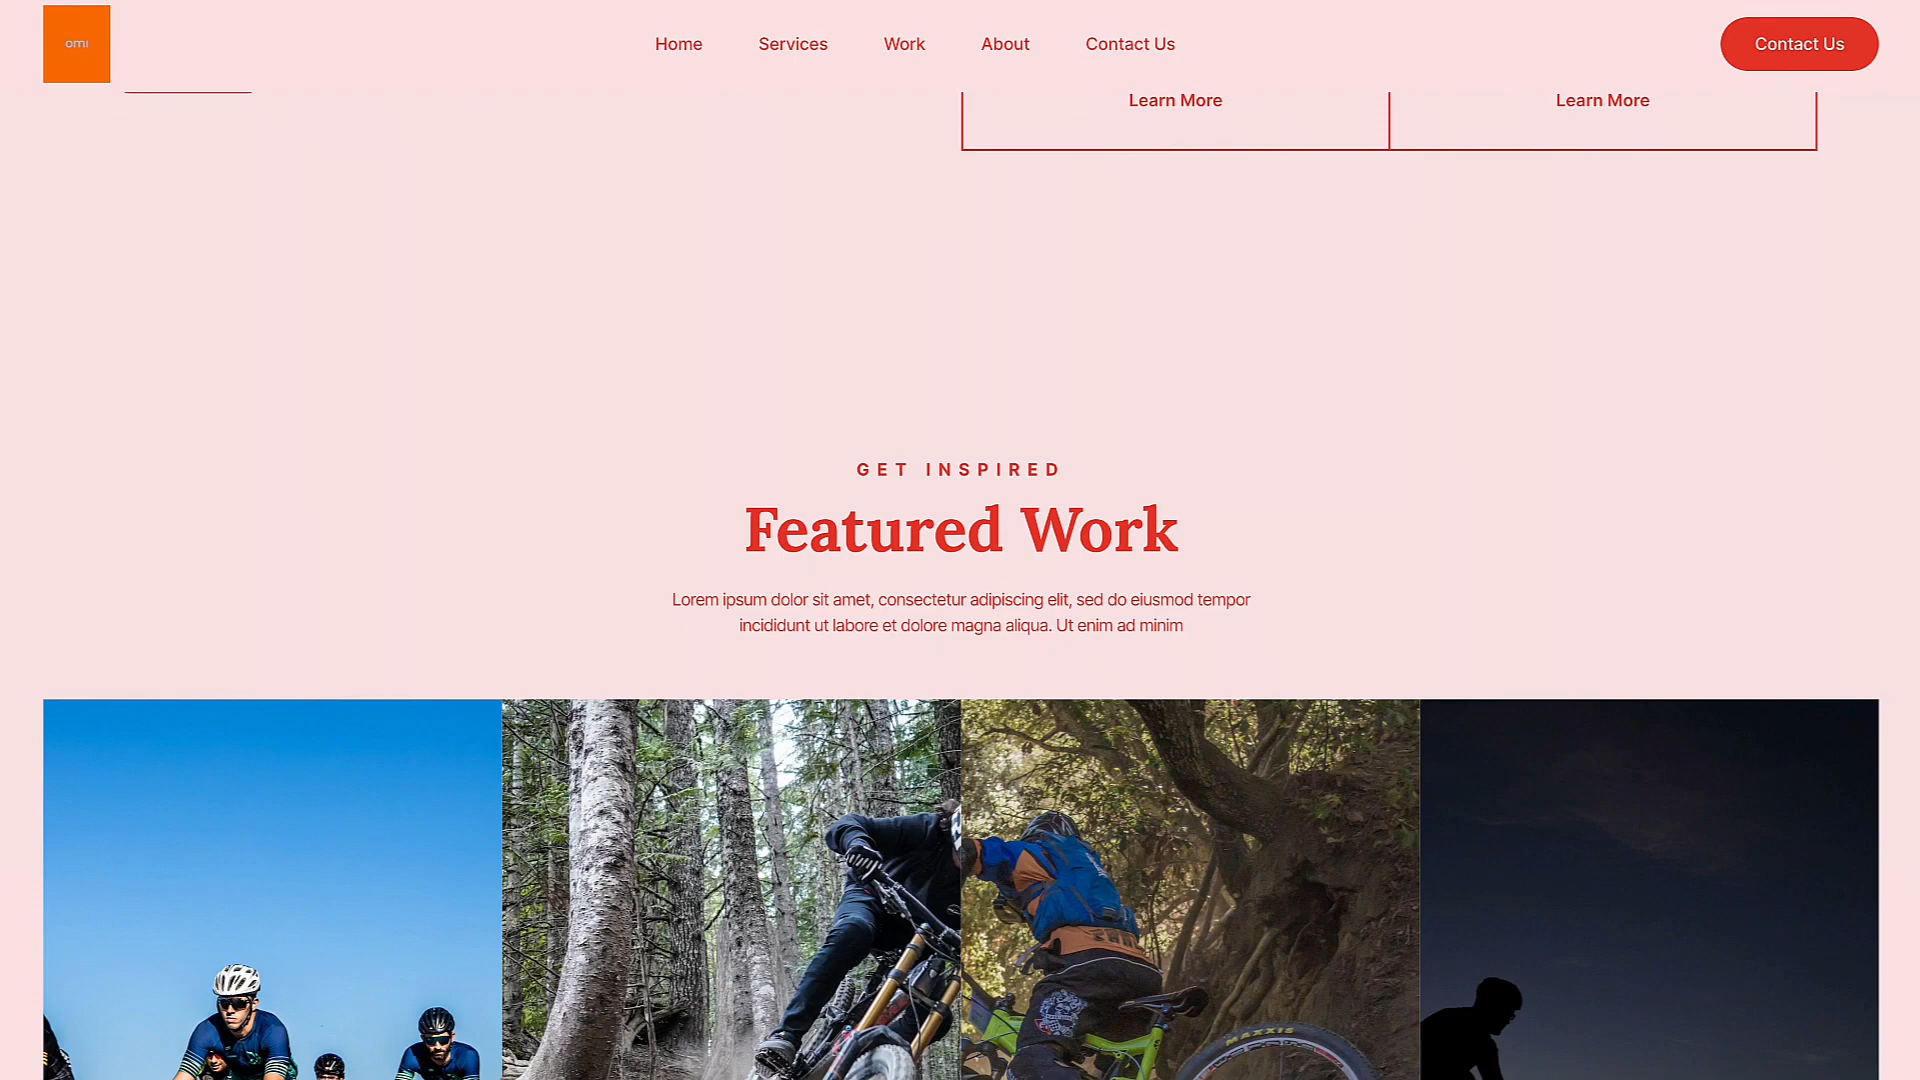 omi
Home Services Work About Contact Us
Contact Us
Learn More
Learn More
GET INSPIRED
Featured Work
Lorem ipsum dolor sit amet, consectetur adipiscing elit, sed do eiusmod tempor
incididunt ut labore et dolore magna aliqua. Ut enim ad minim
MAXXIS